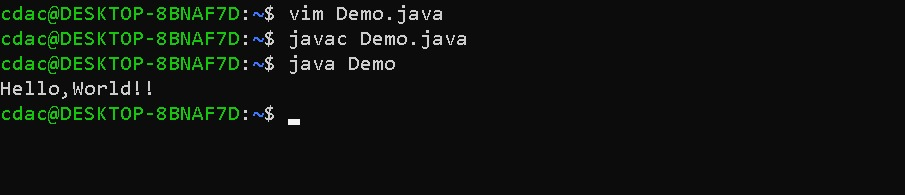 cdac@DESKTOP-8BNAF7D:~$ vim Demo.java
cdac@DESKTOP-8BNAF7D:~$ javac Demo.java
cdac@DESKTOP-8BNAF7D:~$ java Demo
Hello,World!!
cdac@DESKTOP-8BNAF7D:~$